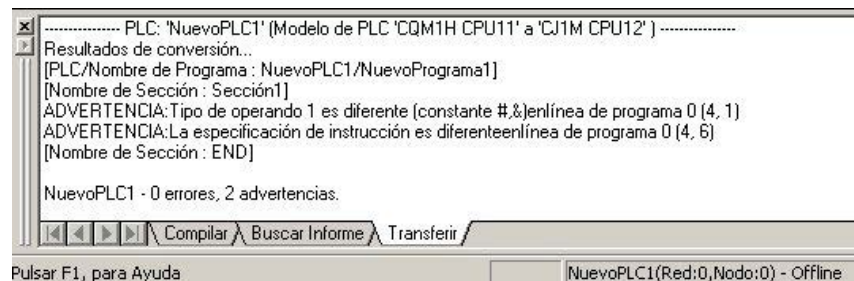 ---------------- PLC: 'NuevoPLC1' (Modelo de PLC 'CQM1H CPU11' a 'CJ1M CPU12' ) ----------------
Resultados de conversión...
[PLC/Nombre de Programa : NuevoPLC1/NuevoPrograma1]
[Nombre de Sección : Sección1]
ADVERTENCIA:Tipo de operando 1 es diferente (constante #,&)enlínea de programa 0 (4, 1)
ADVERTENCIA:La especificación de instrucción es diferenteenlínea de programa 0 (4, 6)
[Nombre de Sección : END]
NuevoPLC1 - 0 errores, 2 advertencias.
Compilar Buscar Informe Transferir
Pulsar F1, para Ayuda NuevoPLC1(Red:0,Nodo:0) - Offline